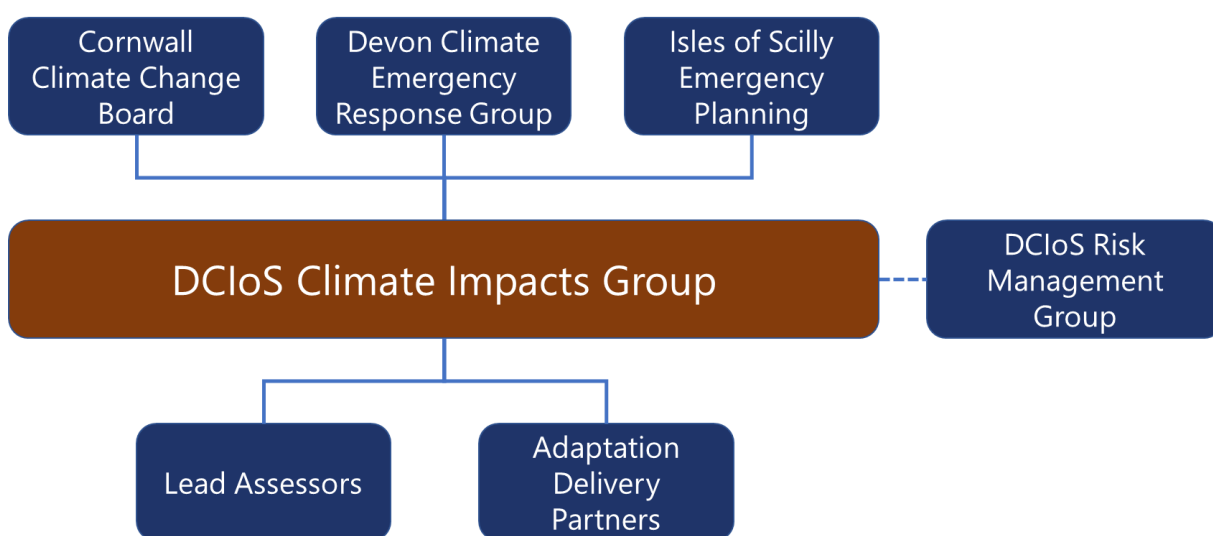 Cornwall
Climate Change
Board
Devon Climate
Emergency
Response Group
Isles of Scilly
Emergency
Planning
DCIoS Climate Impacts Group
DCIoS Risk
Management
Group
Lead Assessors
Adaptation
Delivery
Partners